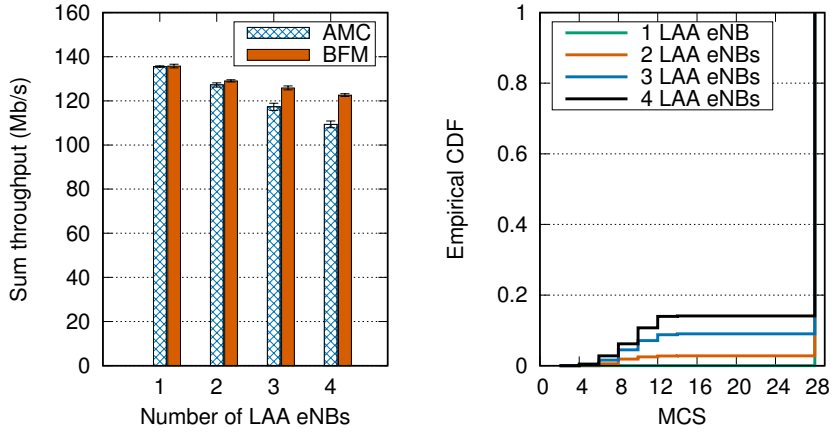 Sum throughput (Mb/s)
160
140
120
100
80
60
40
20
0
AMC
BFM
1 2 3 4
Number of LAA eNBs
Empirical CDF
1
0.8
0.6
0.4
0.2
0
1 LAA eNB
2 LAA eNBs
3 LAA eNBs
4 LAA eNBs
0 4 8 12 16 20 24 28
MCS